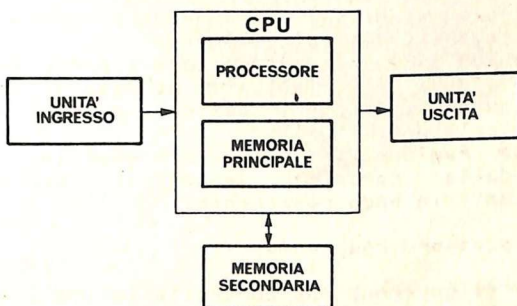 CPU
PROCESSORE
UNITA'
INGRESSO
MEMORIA
PRINCIPALE
UNITA'
USCITA
MEMORIA
SECONDARIA